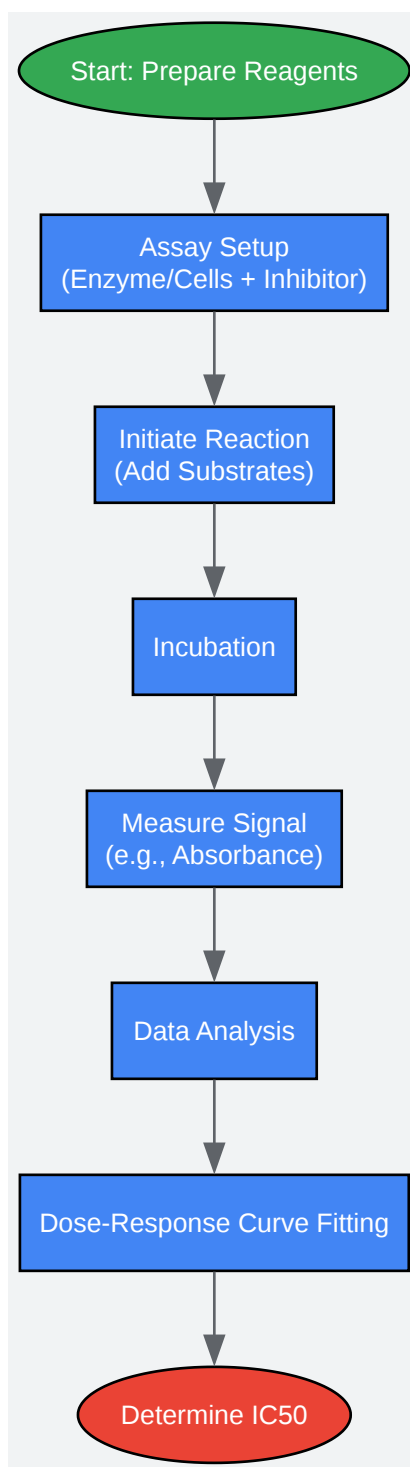 Start: Prepare Reagents
Assay Setup
(Enzyme/Cells + Inhibitor)
Initiate Reaction
(Add Substrates)
Incubation
Measure Signal
(e.g., Absorbance)
Data Analysis
Dose-Response Curve Fitting
Determine IC50